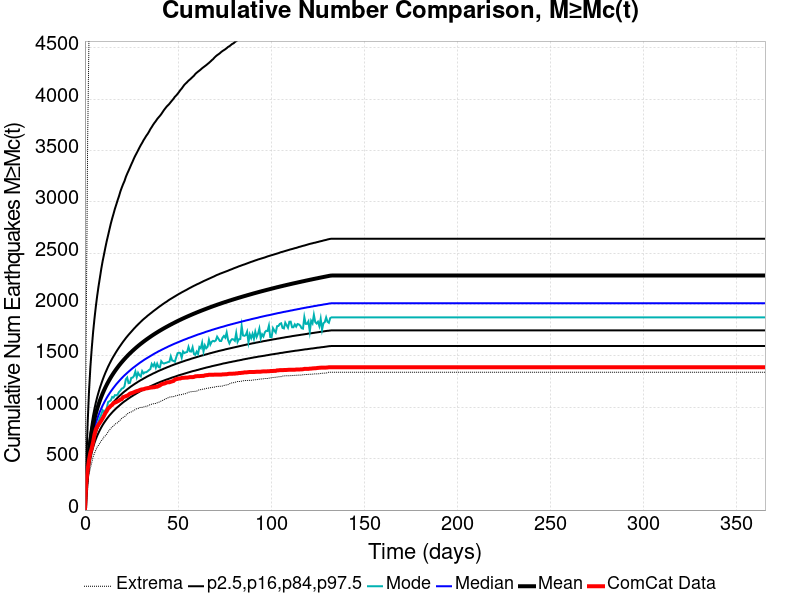 Cumulative Number Comparison, M≥Mc(t)
Cumulative Num Earthquakes M≥Mc(t)
4500
4000
3500
3000
2500
2000
1500
1000
500
0
0 50 100 150 200 250 300 350
Time (days)
Extrema p2.5,p16,p84,p97.5 Mode Median Mean ComCat Data